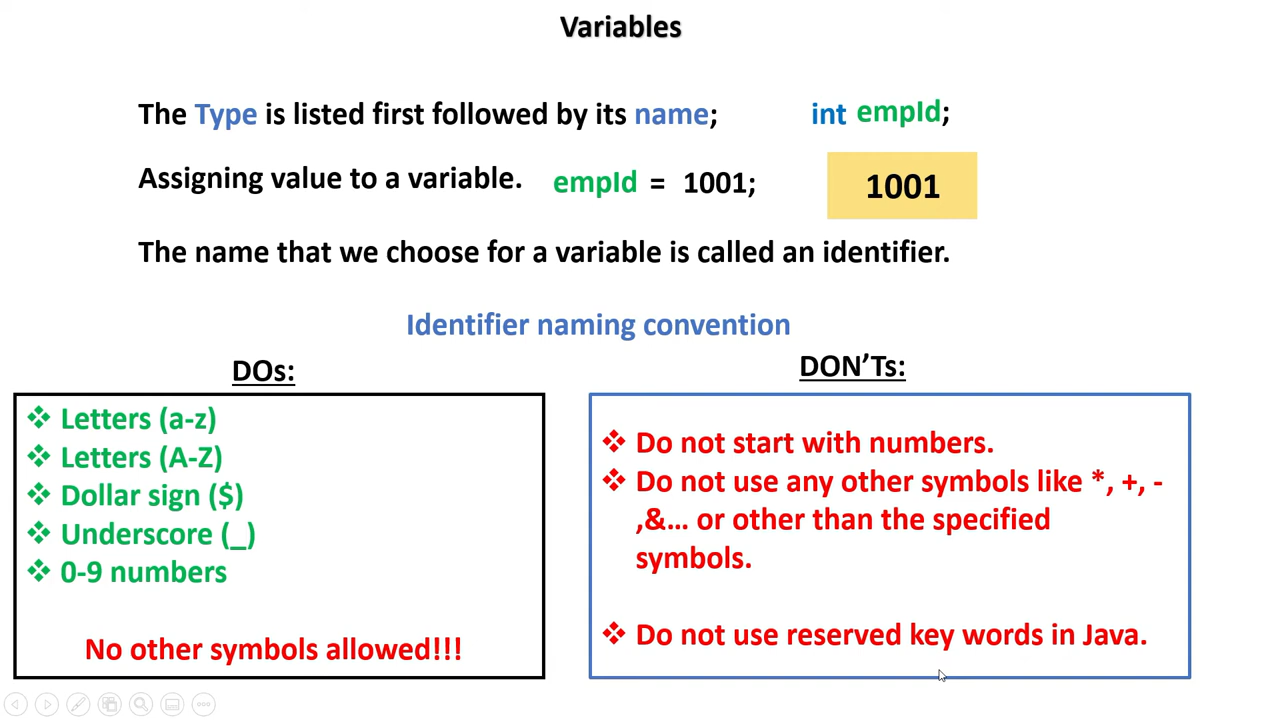 Variables
The Type is listed first followed by its name;
int empId;
Assigning value to a variable.
empId = 1001;
1001
The name that we choose for a variable is called an identifier.
Identifier naming convention
DOs:
❖ Letters (a-z)
❖ Letters (A-Z)
❖ Dollar sign ($)
❖ Underscore (_)
❖ 0-9 numbers
No other symbols allowed!!!
DON’Ts:
❖ Do not start with numbers.
❖ Do not use any other symbols like *, +, -
,&... or other than the specified
symbols.
❖ Do not use reserved key words in Java.